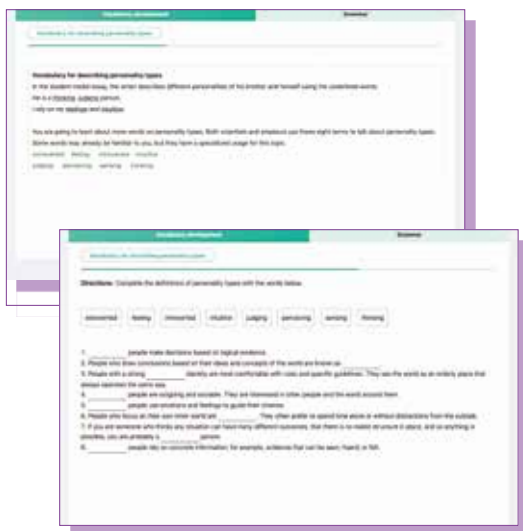 Vocabulary development Grammar
Vocabulary for describing personality types
Vocabulary for describing personality types
In the student model essay, the writer describes different personalities of his brother and himself using the underlined words:
He is a thinking, judging person.
I rely on my feelings and intuition.
You are going to learn about more words on personality types. Both scientists and employers use these eight terms to talk about personality types.
Some words may already be familiar to you, but they have a specialized usage for this topic.
extroverted feeling introverted intuitive
judging perceiving sensing thinking
Vocabulary development Grammar
Vocabulary for describing personality types
Directions: Complete the definitions of personality types with the words below.
extroverted feeling introverted intuitive judging perceiving sensing thinking
1. people make decisions based on logical evidence.
2. People who draw conclusions based on their ideas and concepts of the world are known as
3. People with a strong identity are most comfortable with rules and specific guidelines. They see the world as an orderly place that
always operates the same way.
4. people are outgoing and sociable. They are interested in other people and the world around them.
5. people use emotions and feelings to guide their choices.
6. People who focus on their own inner world are . They often prefer to spend time alone or without distractions from the outside.
7. If you are someone who thinks any situation can have many different outcomes, that there is no realist structure in place, and so anything is
possible, you are probably a person.
8. people rely on concrete information, for example, evidence that can be seen, heard, or felt.